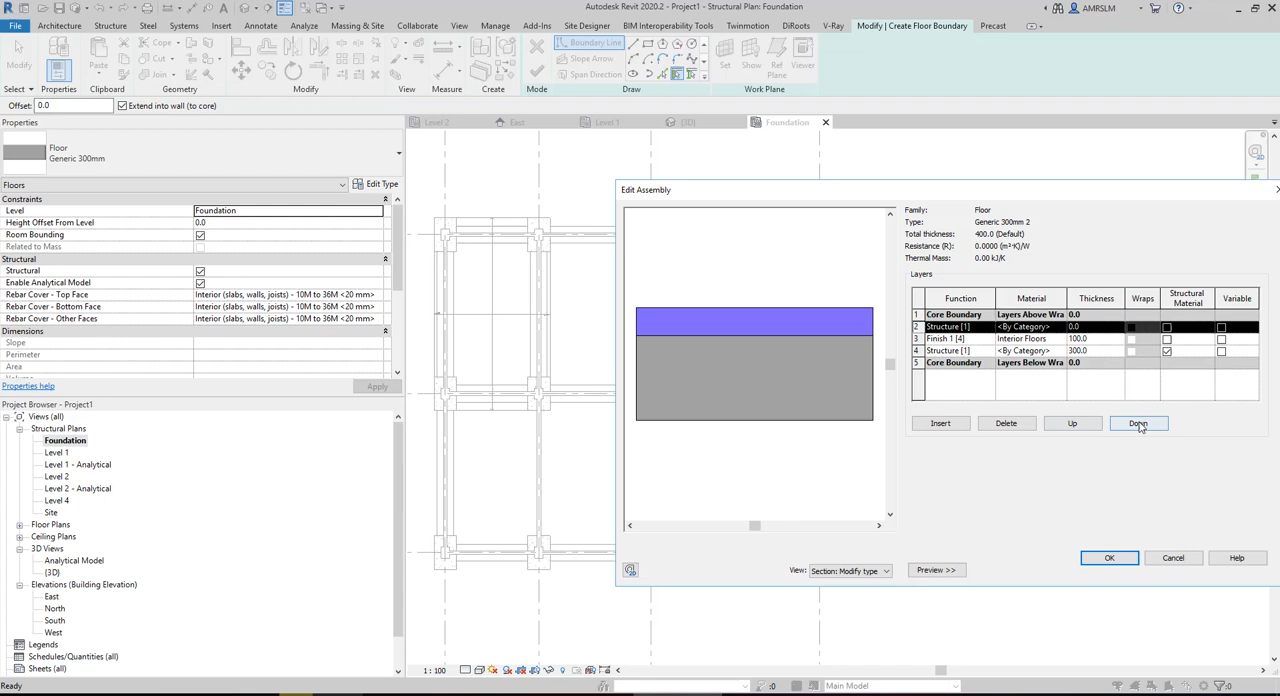 Autodesk Revit 2020.2 - Project1 - Structural Plan: Foundation
AMRSLM
File Architecture Structure Steel Systems Insert Annotate Analyze Massing & Site Collaborate View Manage Add-Ins Site Designer BIM Interoperability Tools Twinmotion DiRoots V-Ray Modify | Create Floor Boundary Precast
Modify
Paste
Cope
Cut
Join
Boundary Line
Slope Arrow
Span Direction
Set Show Ref Plane Viewer
Select Properties Clipboard Geometry Modify View Measure Create Mode Draw Work Plane
Offset: 0.0 Extend into wall (to core)
Properties
Level 2 East Level 1 {3D} Foundation
Floor
Generic 300mm
Floors Edit Type
Constraints
Level Foundation
Height Offset From Level 0.0
Room Bounding
Related to Mass
Structural
Structural
Enable Analytical Model
Rebar Cover - Top Face Interior (slabs, walls, joists) - 10M to 36M <20 mm>
Rebar Cover - Bottom Face Interior (slabs, walls, joists) - 10M to 36M <20 mm>
Rebar Cover - Other Faces Interior (slabs, walls, joists) - 10M to 36M <20 mm>
Dimensions
Slope
Perimeter
Area
Properties help Apply
Project Browser - Project1
Views (all)
Structural Plans
Foundation
Level 1
Level 1 - Analytical
Level 2
Level 2 - Analytical
Level 4
Site
Floor Plans
Ceiling Plans
3D Views
Analytical Model
{3D}
Elevations (Building Elevation)
East
North
South
West
Legends
Schedules/Quantities (all)
Sheets (all)
Edit Assembly
Family: Floor
Type: Generic 300mm 2
Total thickness: 400.0 (Default)
Resistance (R): 0.0000 (m²·K)/W
Thermal Mass: 0.00 kJ/K
Layers
Function Material Thickness Wraps Structural Material Variable
1 Core Boundary Layers Above Wra 0.0
2 Structure [1] <By Category> 0.0
3 Finish 1 [4] Interior Floors 100.0
4 Structure [1] <By Category> 300.0
5 Core Boundary Layers Below Wra 0.0
Insert Delete Up Down
OK Cancel Help
View: Section: Modify type Preview >>
1 : 100
Ready :0 Main Model :0